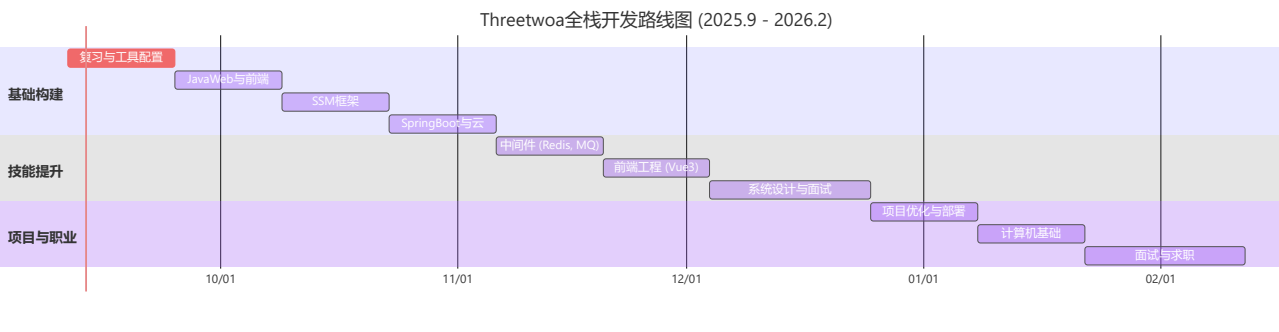 Threetwoa全栈开发路线图 (2025.9 - 2026.2)
复习与工具配置
JavaWeb与前端
基础构建
SSM框架
SpringBoot与云
中间件 (Redis, MQ)
前端工程 (Vue3)
技能提升
系统设计与面试
项目优化与部署
计算机基础
项目与职业
面试与求职
10/01
11/01
12/01
01/01
02/01